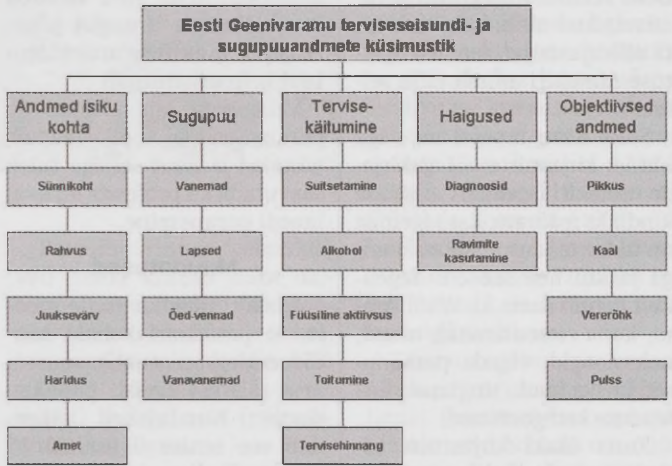 Eesti Geenivaramu terviseseisundi- ja
sugupuuandmete küsimustik
Andmed isiku
kohta
Sünnikoht
Rahvus
Juuksevärv
Haridus
Amet
Sugupuu
Vanemad
Lapsed
Õed-vennad
Vanavanemad
Tervise-
käitumine
Suitsetamine
Alkohol
Füüsiline aktiivsus
Toitumine
Tervisehinnang
Haigused
Diagnoosid
Ravimite
kasutamine
Objektiivsed
andmed
Pikkus
Kaal
Vererõhk
Pulss